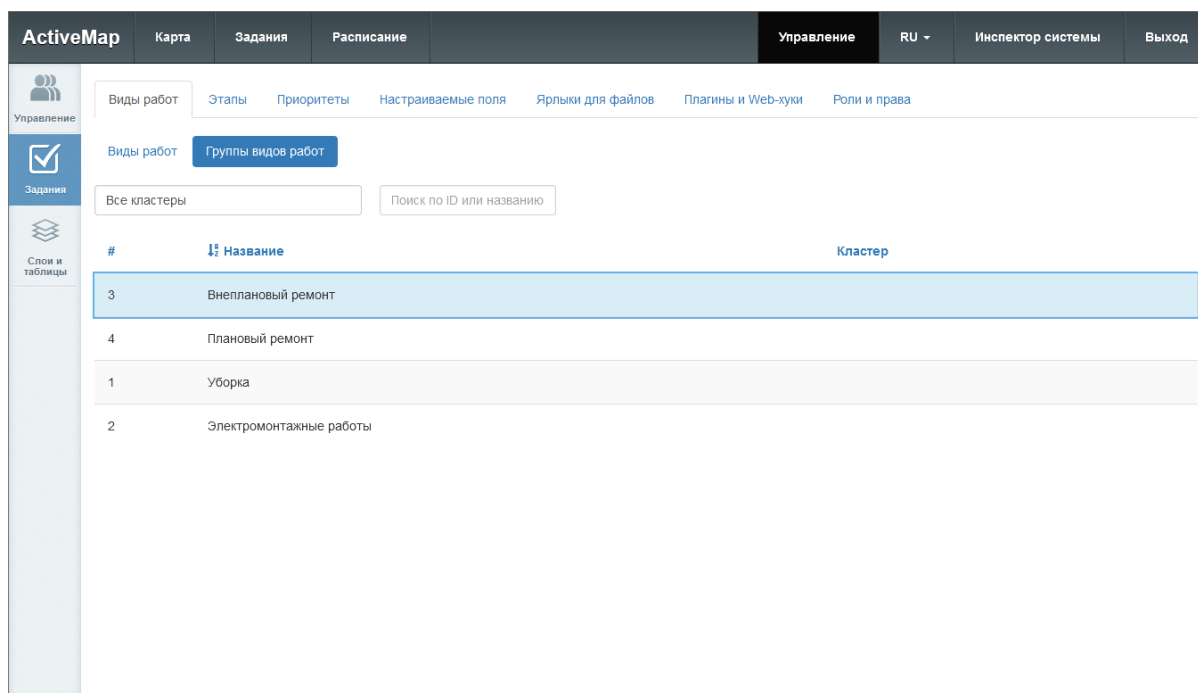 ActiveMap Карта Задания Расписание Управление RU Инспектор системы Выход
Управление
Задания
Слои и
таблицы
Виды работ Этапы Приоритеты Настраиваемые поля Ярлыки для файлов Плагины и Web-хуки Роли и права
Виды работ Группы видов работ
Все кластеры Поиск по ID или названию
# Название Кластер
3 Внеплановый ремонт
4 Плановый ремонт
1 Уборка
2 Электромонтажные работы